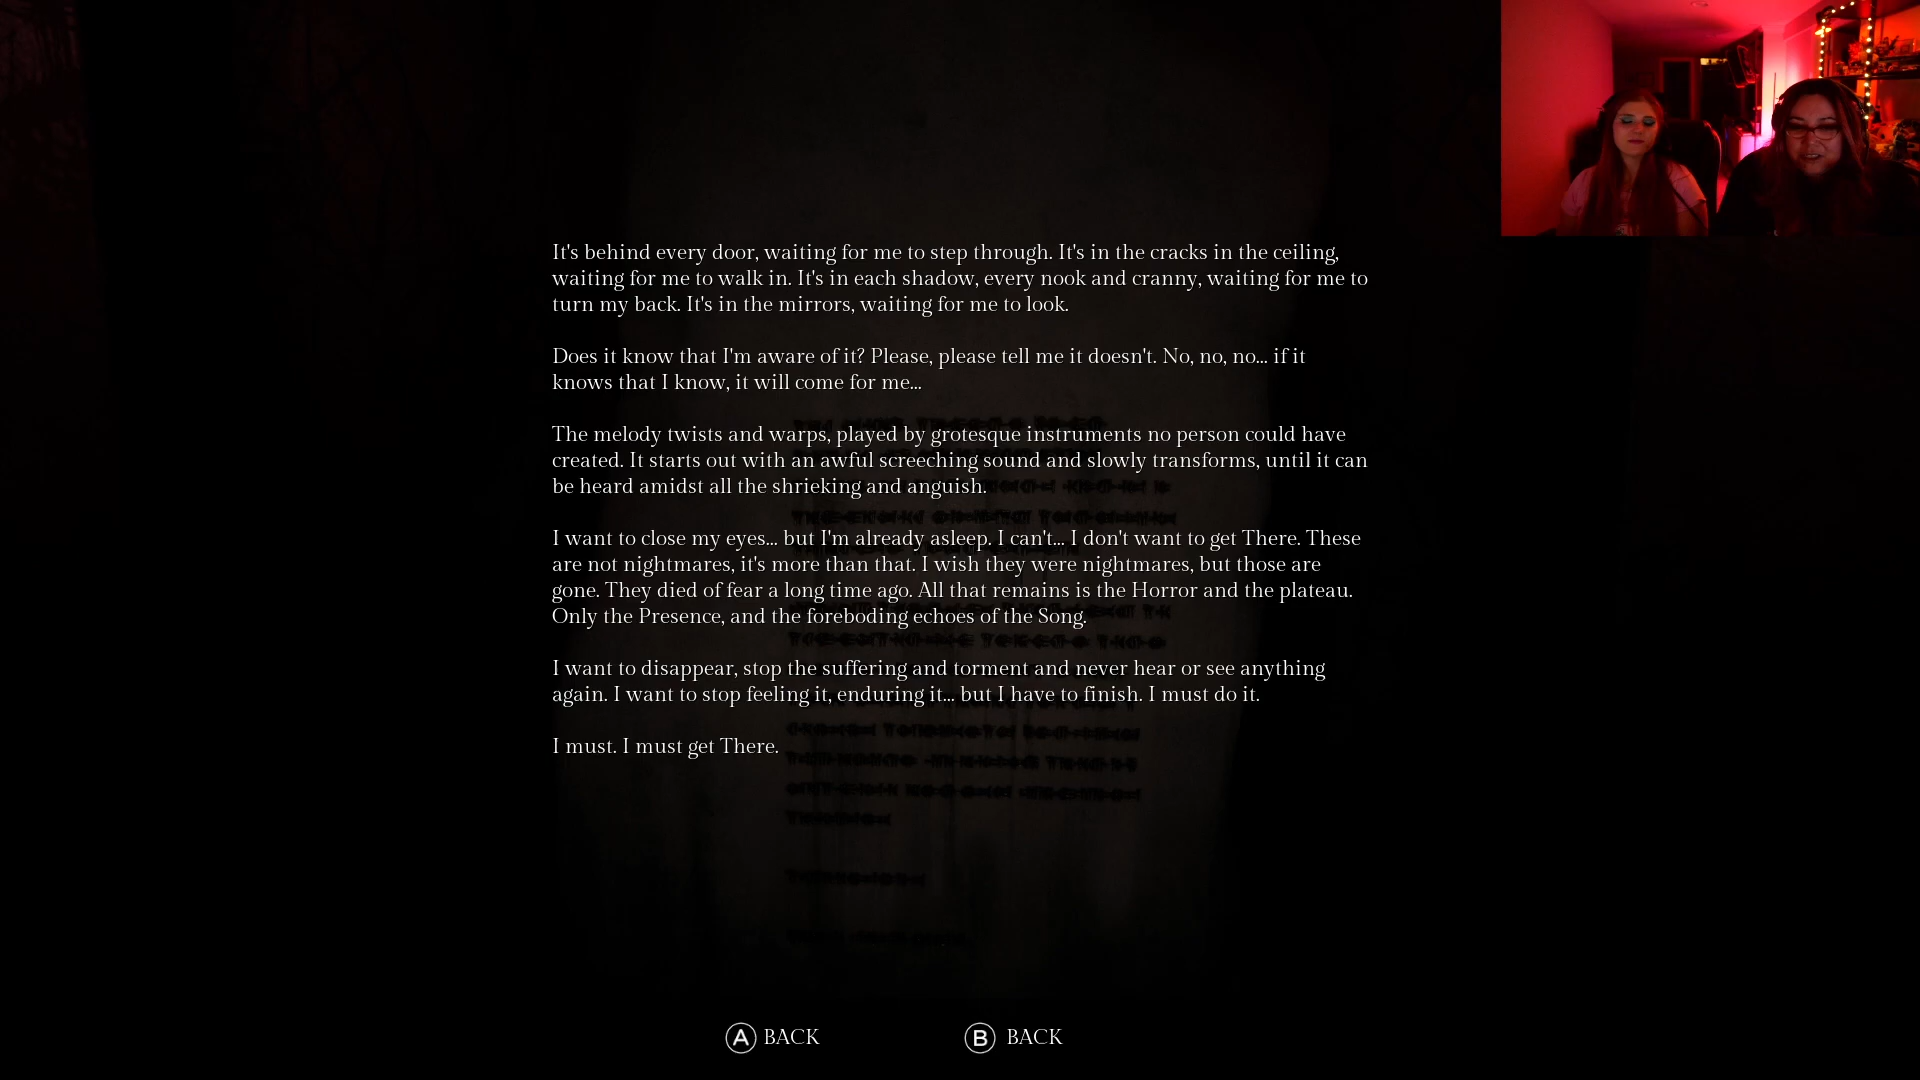 It's behind every door, waiting for me to step through. It's in the cracks in the ceiling,
waiting for me to walk in. It's in each shadow, every nook and cranny, waiting for me to
turn my back. It's in the mirrors, waiting for me to look.
Does it know that I'm aware of it? Please, please tell me it doesn't. No, no, no... if it
knows that I know, it will come for me...
The melody twists and warps, played by grotesque instruments no person could have
created. It starts out with an awful screeching sound and slowly transforms, until it can
be heard amidst all the shrieking and anguish.
I want to close my eyes... but I'm already asleep. I can't... I don't want to get There. These
are not nightmares, it's more than that. I wish they were nightmares, but those are
gone. They died of fear a long time ago. All that remains is the Horror and the plateau.
Only the Presence, and the foreboding echoes of the Song.
I want to disappear, stop the suffering and torment and never hear or see anything
again. I want to stop feeling it, enduring it... but I have to finish. I must do it.
I must. I must get There.
A BACK B BACK